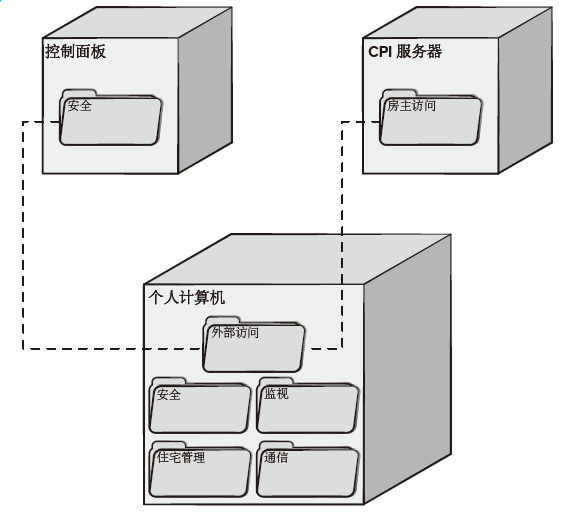 控制面板
安全
CPI 服务器
房主访问
个人计算机
外部访问
安全
监视
住宅管理
通信